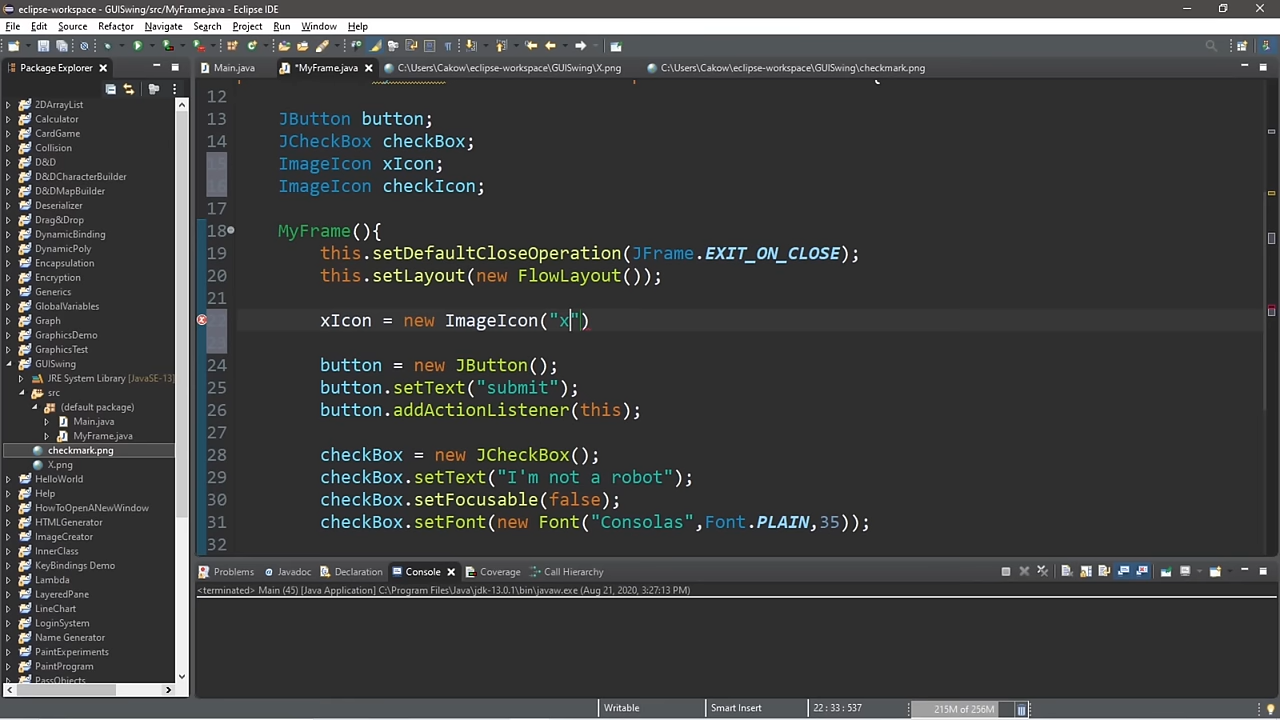 eclipse-workspace - GUISwing/src/MyFrame.java - Eclipse IDE
File Edit Source Refactor Navigate Search Project Run Window Help
Package Explorer
Main.java *MyFrame.java C:\Users\Cakow\eclipse-workspace\GUISwing\X.png C:\Users\Cakow\eclipse-workspace\GUISwing\checkmark.png
2DArrayList
Calculator
CardGame
Collision
D&D
D&DCharacterBuilder
D&DMapBuilder
Deserializer
Drag&Drop
DynamicBinding
DynamicPoly
Encapsulation
Encryption
Generics
GlobalVariables
Graph
GraphicsDemo
GraphicsTest
GUISwing
JRE System Library [JavaSE-13]
src
(default package)
Main.java
MyFrame.java
checkmark.png
X.png
HelloWorld
Help
HowToOpenANewWindow
HTMLGenerator
ImageCreator
InnerClass
KeyBindings Demo
Lambda
LayeredPane
LineChart
LoginSystem
Name Generator
PaintExperiments
PaintProgram
PassObjects
12
13 JButton button;
14 JCheckBox checkBox;
15 ImageIcon xIcon;
16 ImageIcon checkIcon;
17
18 MyFrame(){
19 this.setDefaultCloseOperation(JFrame.EXIT_ON_CLOSE);
20 this.setLayout(new FlowLayout());
21
22 xIcon = new ImageIcon("x")
23
24 button = new JButton();
25 button.setText("submit");
26 button.addActionListener(this);
27
28 checkBox = new JCheckBox();
29 checkBox.setText("I'm not a robot");
30 checkBox.setFocusable(false);
31 checkBox.setFont(new Font("Consolas",Font.PLAIN,35));
32
Problems Javadoc Declaration Console Coverage Call Hierarchy
<terminated> Main (45) [Java Application] C:\Program Files\Java\jdk-13.0.1\bin\javaw.exe (Aug 21, 2020, 3:27:13 PM)
Writable Smart Insert 22 : 33 : 537 215M of 256M